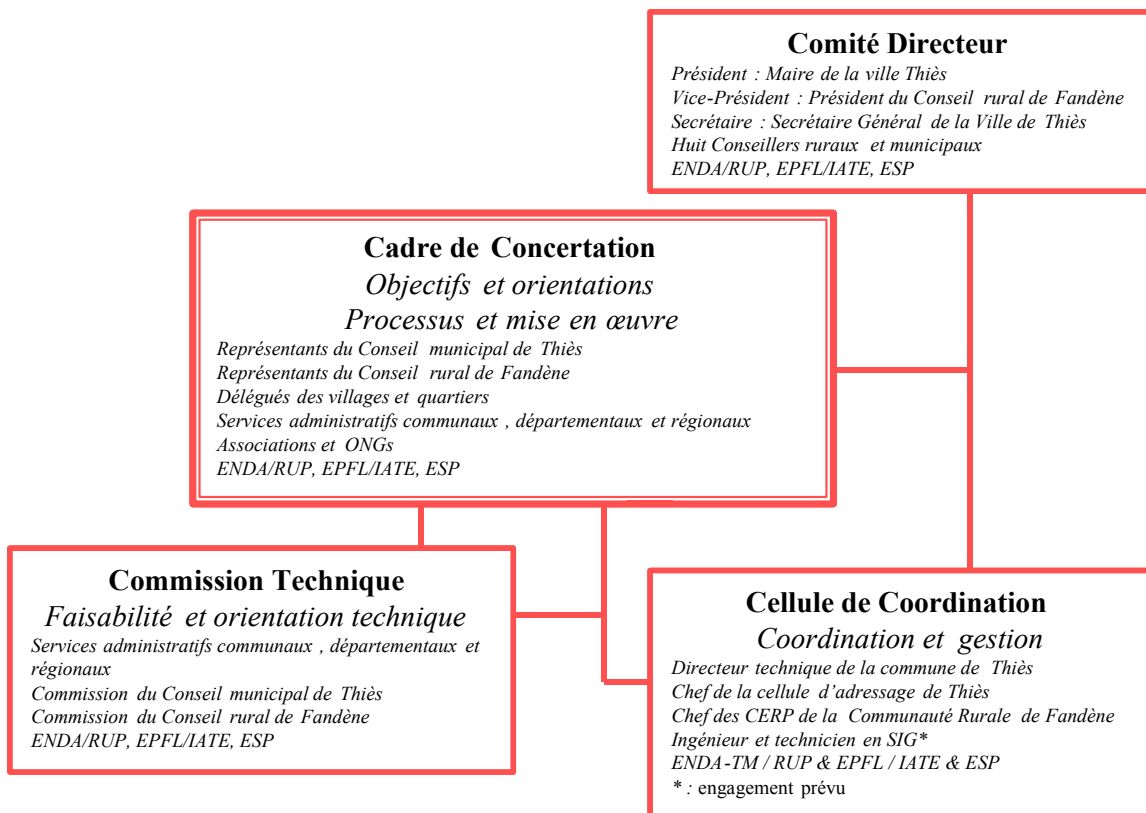 Comité Directeur
Président : Maire de la ville Thiès
Vice-Président : Président du Conseil rural de Fandène
Secrétaire : Secrétaire Général de la Ville de Thiès
Huit Conseillers ruraux et municipaux
ENDA/RUP, EPFL/IATE, ESP
Cadre de Concertation
Objectifs et orientations
Processus et mise en œuvre
Représentants du Conseil municipal de Thiès
Représentants du Conseil rural de Fandène
Délégués des villages et quartiers
Services administratifs communaux , départementaux et régionaux
Associations et ONGs
ENDA/RUP, EPFL/IATE, ESP
Commission Technique
Faisabilité et orientation technique
Services administratifs communaux , départementaux et
régionaux
Commission du Conseil municipal de Thiès
Commission du Conseil rural de Fandène
ENDA/RUP, EPFL/IATE, ESP
Cellule de Coordination
Coordination et gestion
Directeur technique de la commune de Thiès
Chef de la cellule d’adressage de Thiès
Chef des CERP de la Communauté Rurale de Fandène
Ingénieur et technicien en SIG*
ENDA-TM / RUP & EPFL / IATE & ESP
* : engagement prévu